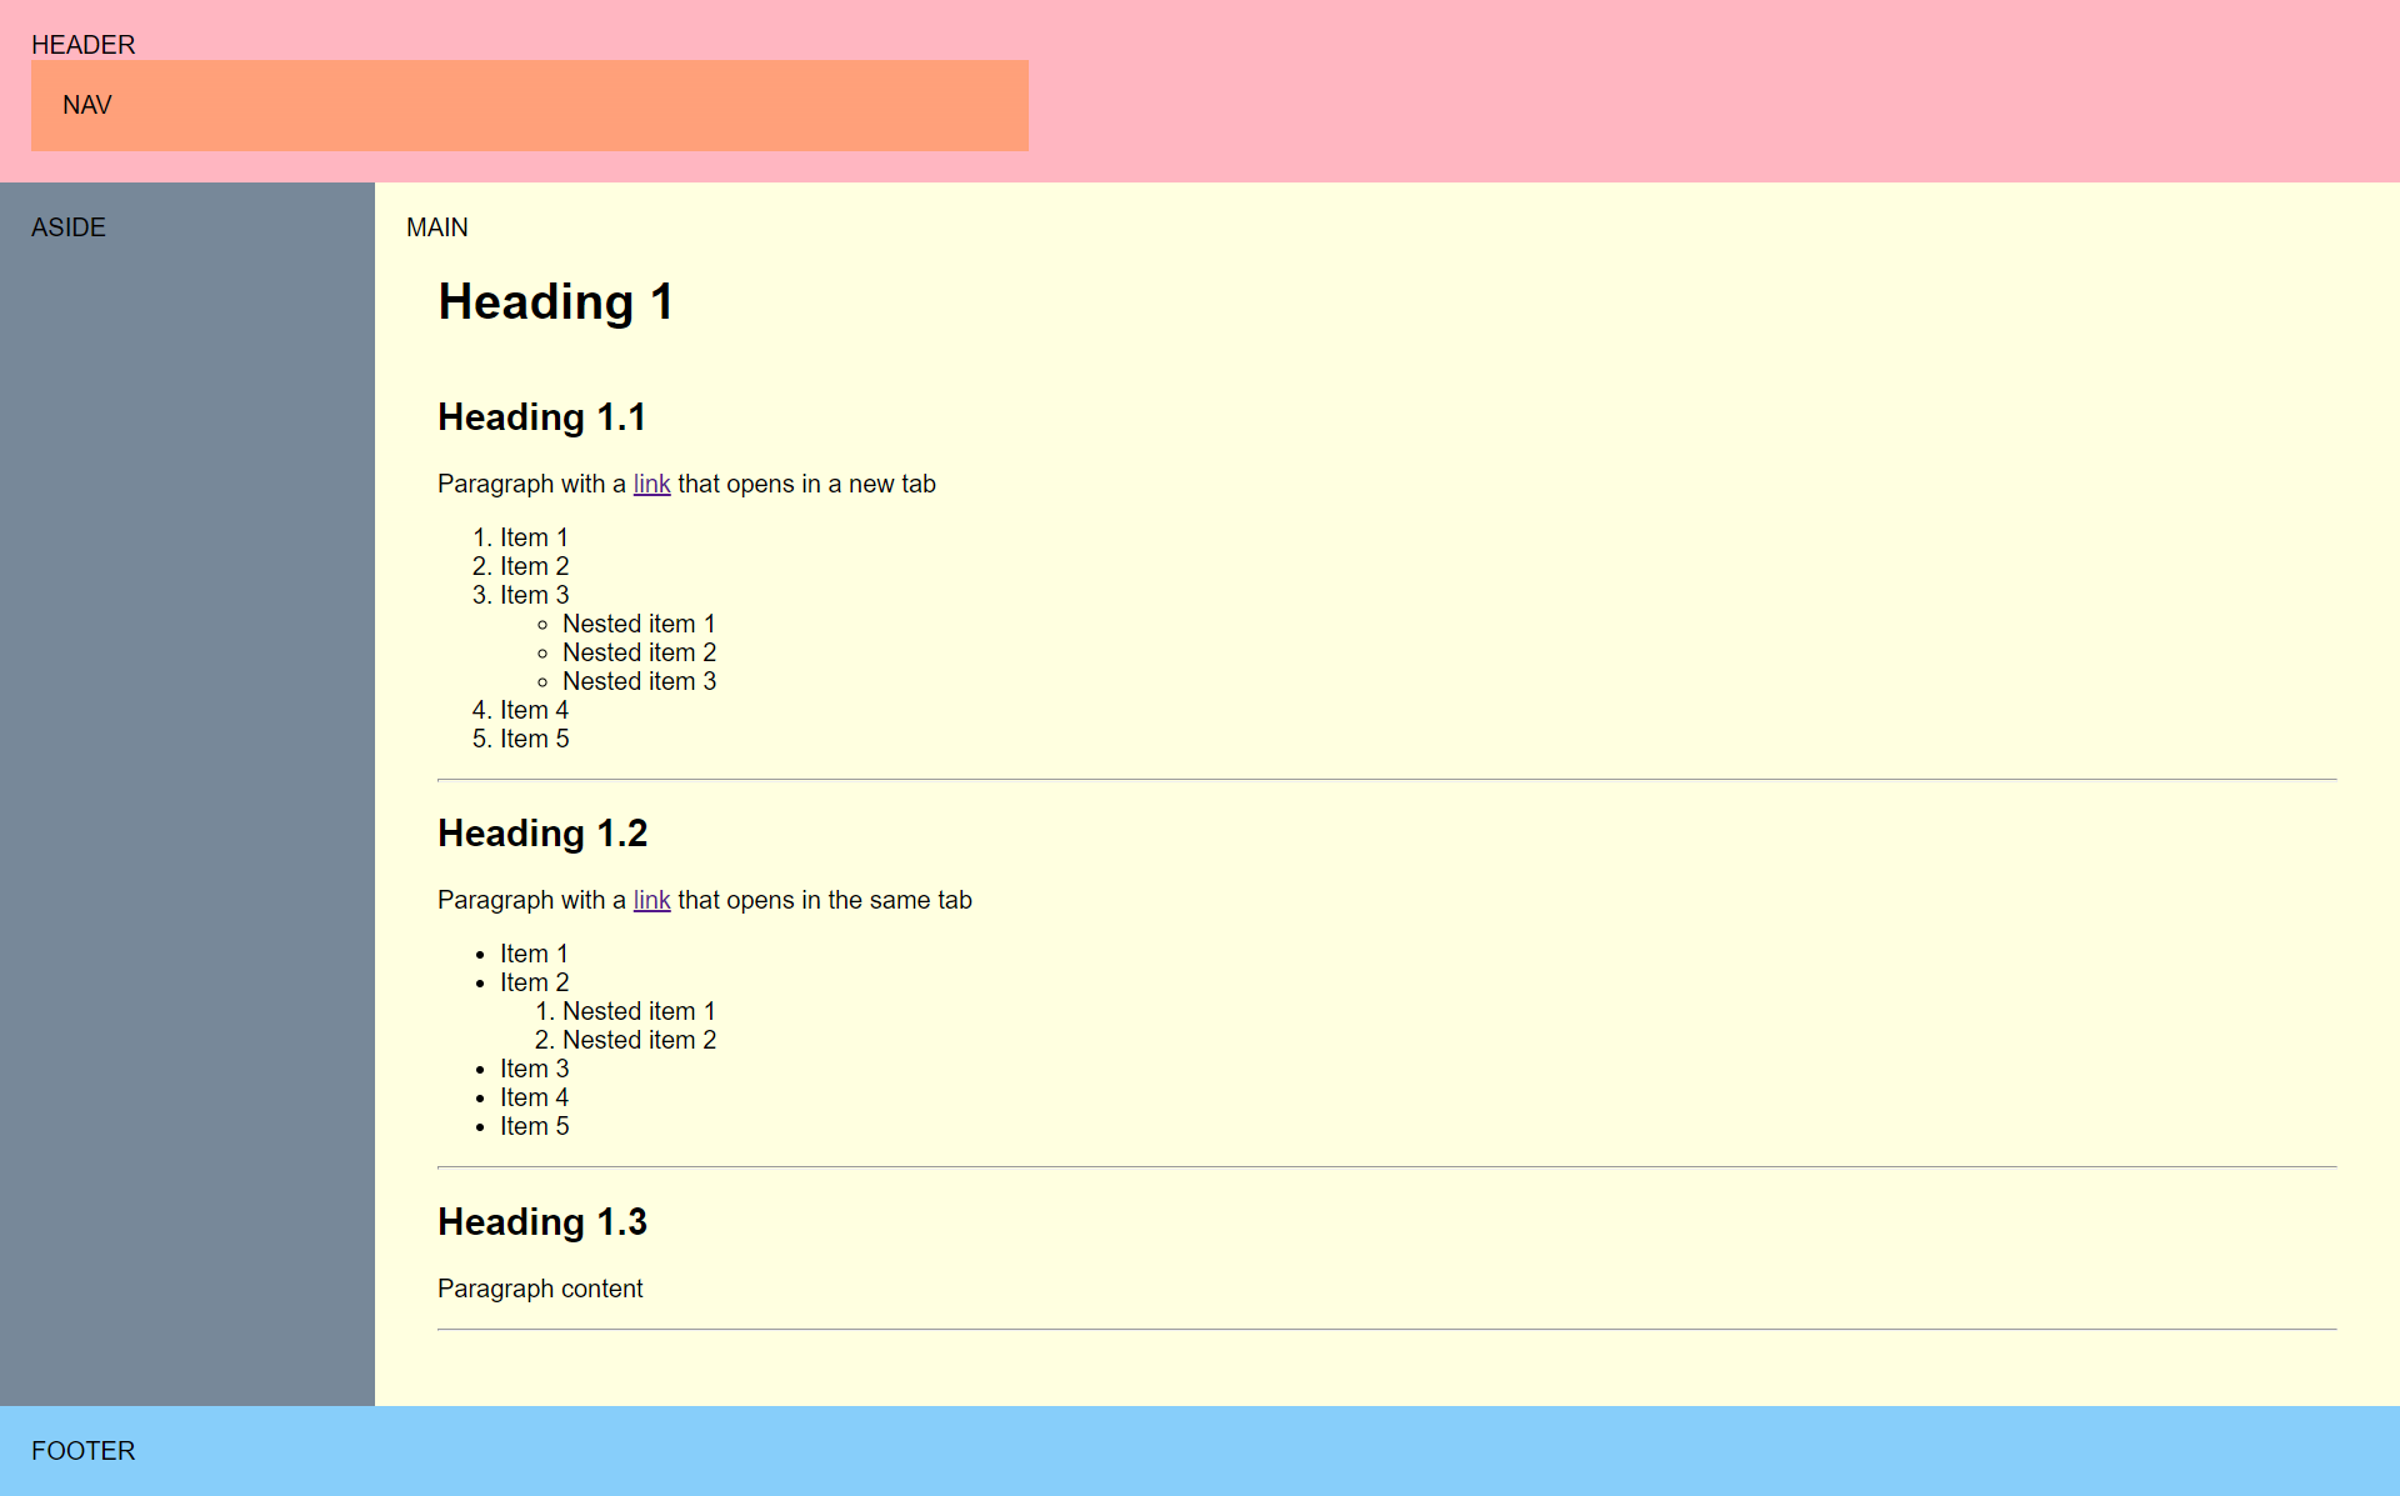 HEADER
NAV
ASIDE
MAIN
Heading 1
Heading 1.1
Paragraph with a link that opens in a new tab
1. Item 1
2. Item 2
3. Item 3
◦ Nested item 1
◦ Nested item 2
◦ Nested item 3
4. Item 4
5. Item 5
Heading 1.2
Paragraph with a link that opens in the same tab
• Item 1
• Item 2
1. Nested item 1
2. Nested item 2
• Item 3
• Item 4
• Item 5
Heading 1.3
Paragraph content
FOOTER